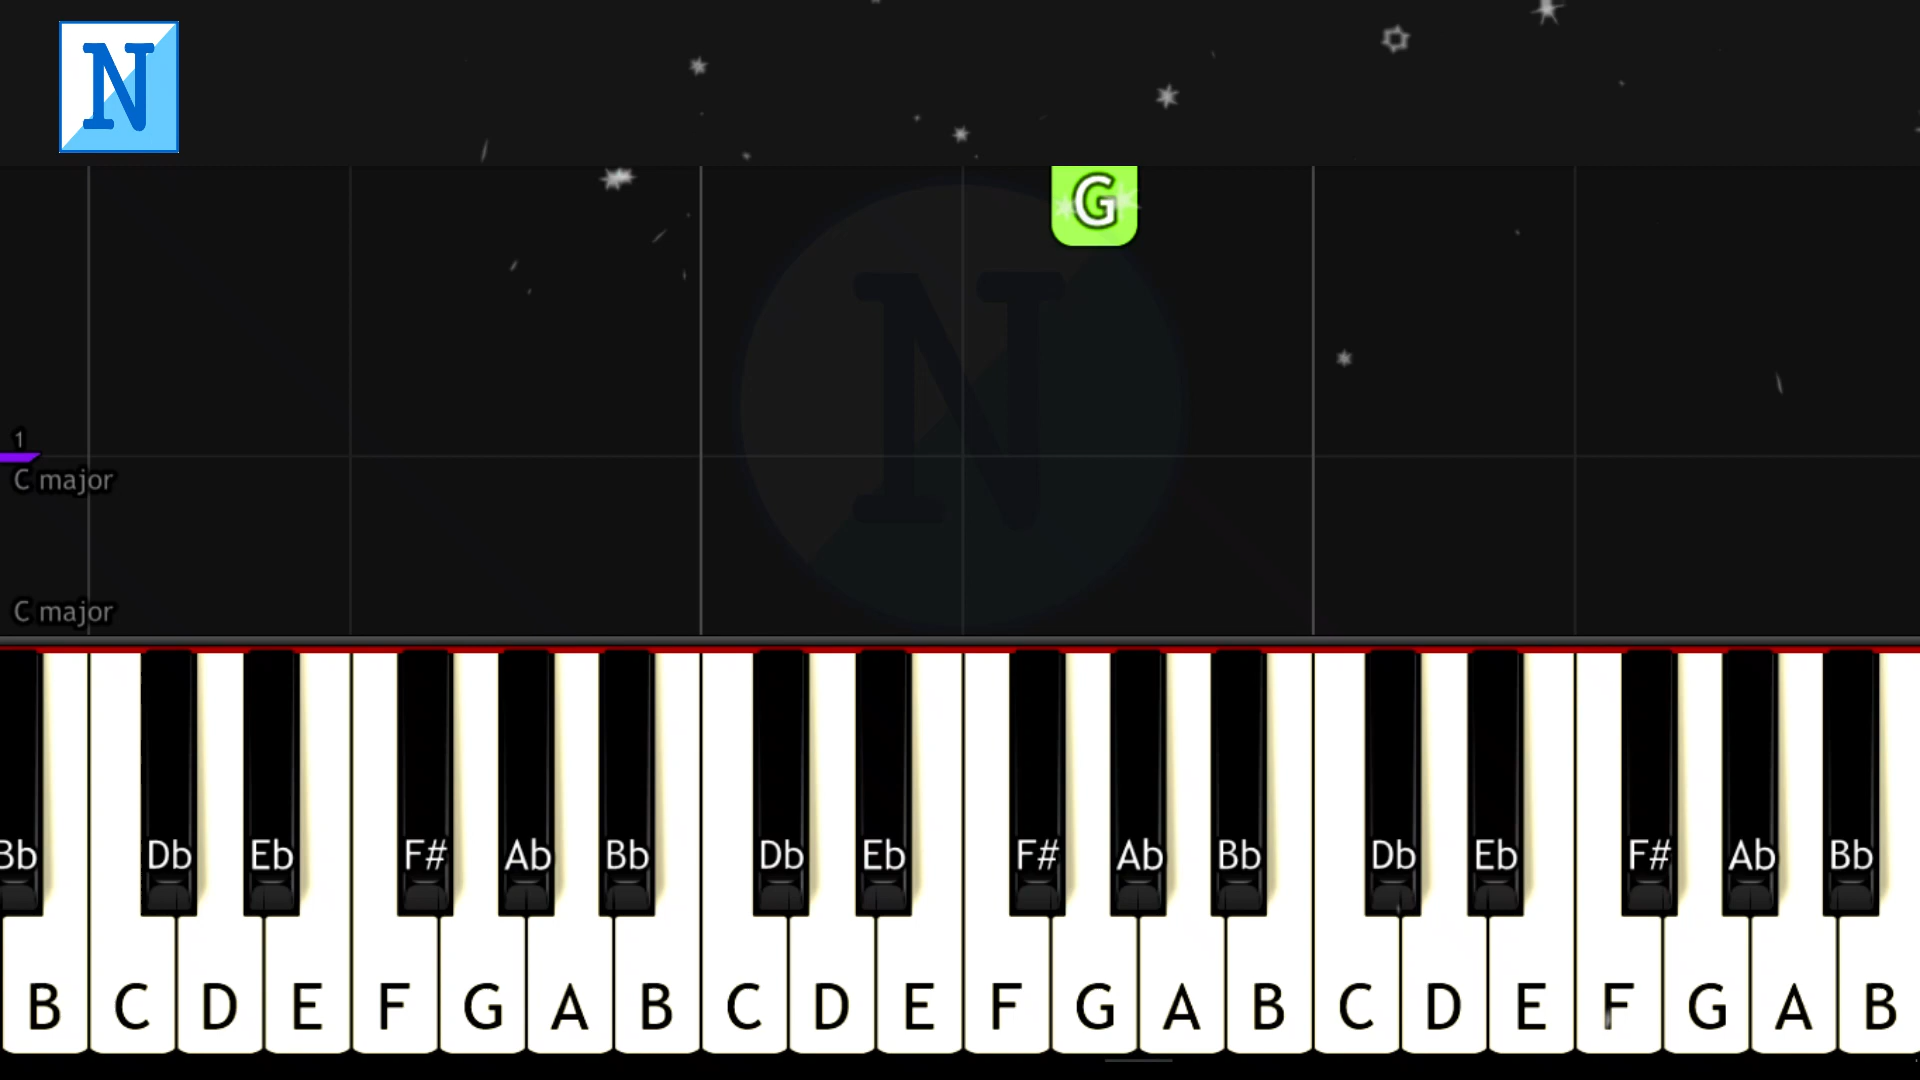 N
G
1
C major
C major
Bb Db Eb F# Ab Bb Db Eb F# Ab Bb Db Eb F# Ab Bb
B C D E F G A B C D E F G A B C D E F G A B